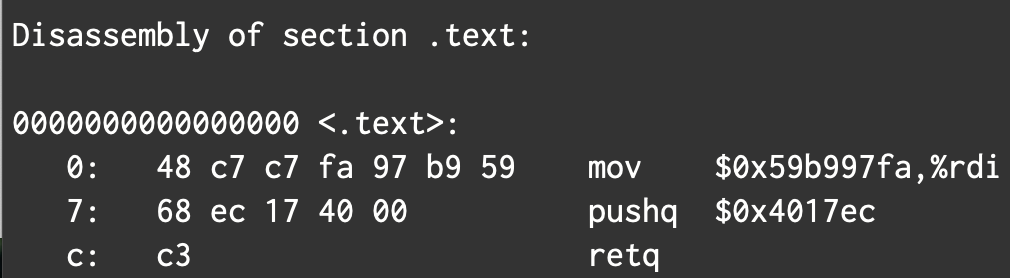 Disassembly of section .text:
0000000000000000 <.text>:
0: 48 c7 c7 fa 97 b9 59 mov $0x59b997fa,%rdi
7: 68 ec 17 40 00 pushq $0x4017ec
c: c3 retq